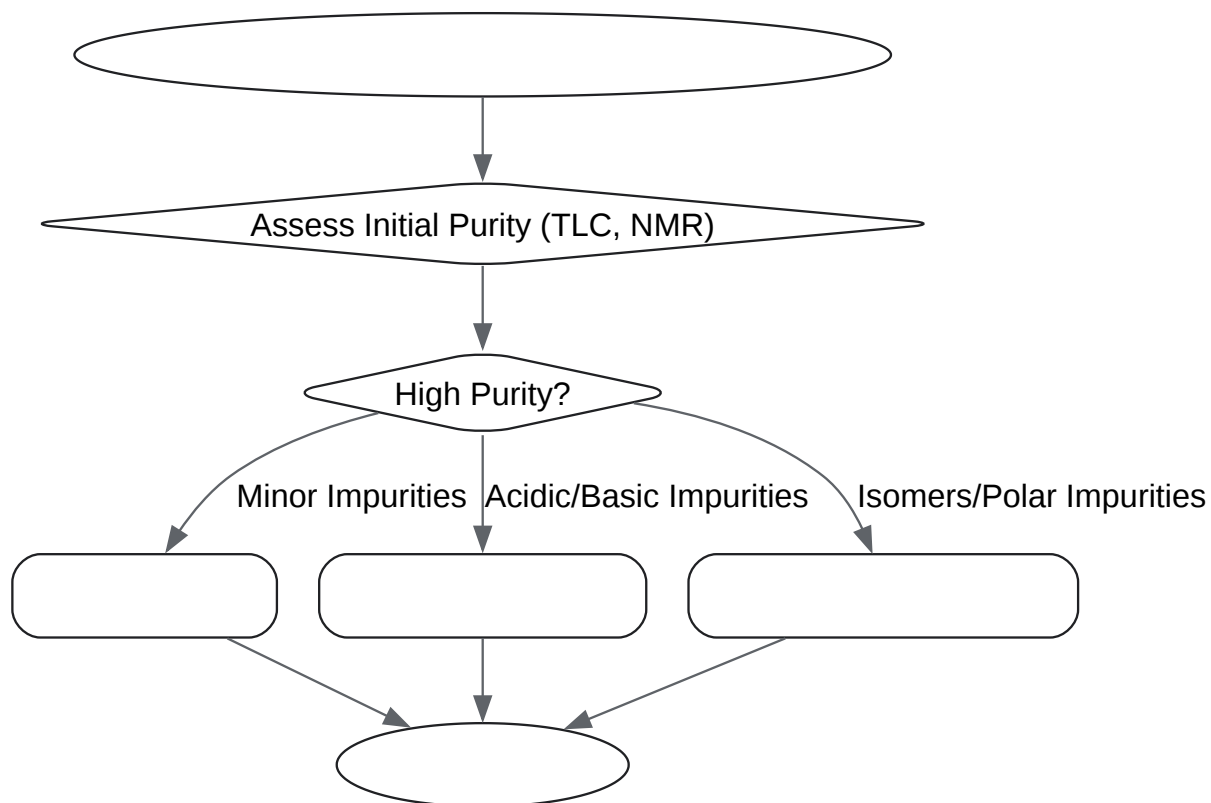 Assess Initial Purity (TLC, NMR)
High Purity?
Minor Impurities
Acidic/Basic Impurities
Isomers/Polar Impurities